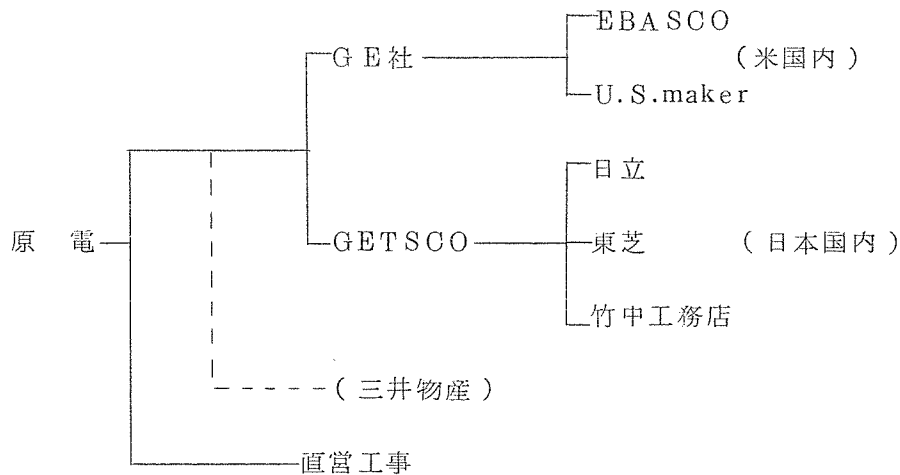 EBASCO
GE社
(米国内)
U.S.maker
日立
原 電
GETSCO
東芝
(日本国内)
竹中工務店
(三井物産)
直営工事